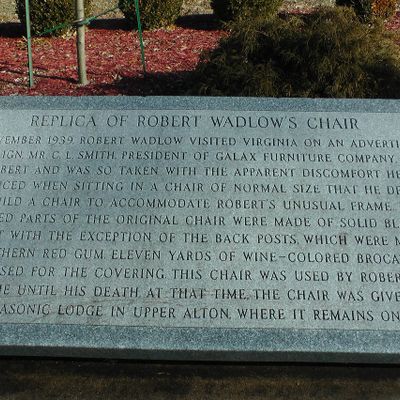 REPLICA OF ROBERT WADLOW'S CHAIR
VEMBER 1939 ROBERT WADLOW VISITED VIRGINIA ON AN ADVERTI
IGN. MR. C. L. SMITH, PRESIDENT OF GALAX FURNITURE COMPANY,
BERT AND WAS SO TAKEN WITH THE APPARENT DISCOMFORT HE
NCED WHEN SITTING IN A CHAIR OF NORMAL SIZE THAT HE DE
UILD A CHAIR TO ACCOMMODATE ROBERT'S UNUSUAL FRAME.
ED PARTS OF THE ORIGINAL CHAIR WERE MADE OF SOLID BL
T WITH THE EXCEPTION OF THE BACK POSTS, WHICH WERE M
THERN RED GUM. ELEVEN YARDS OF WINE-COLORED BROCA
SED FOR THE COVERING. THIS CHAIR WAS USED BY ROBER
ME UNTIL HIS DEATH AT THAT TIME, THE CHAIR WAS GIVE
ASONIC LODGE IN UPPER ALTON, WHERE IT REMAINS ON